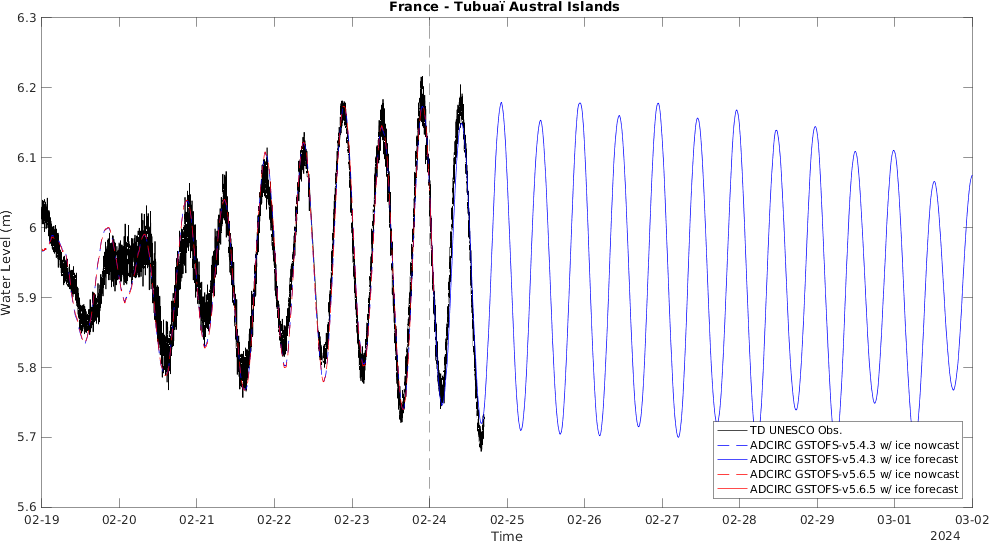 France - Tubuaï Austral Islands
6.3
6.2
6.1
6
5.9
5.8
5.7
5.6
Water Level (m)
TD UNESCO Obs.
ADCIRC GSTOFS-v5.4.3 w/ ice nowcast
ADCIRC GSTOFS-v5.4.3 w/ ice forecast
ADCIRC GSTOFS-v5.6.5 w/ ice nowcast
ADCIRC GSTOFS-v5.6.5 w/ ice forecast
02-19 02-20 02-21 02-22 02-23 02-24 02-25 02-26 02-27 02-28 02-29 03-01 03-02
Time
2024